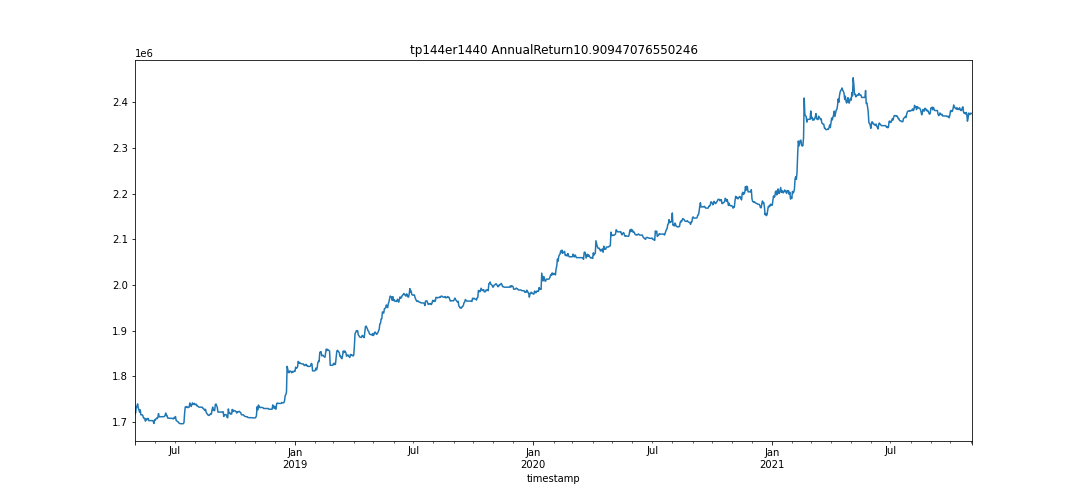 tp144er1440 AnnualReturn10.90947076550246
1e6
2.4
2.3
2.2
2.1
2.0
1.9
1.8
1.7
Jul Jan Jul Jan Jul Jan Jul
2019 2020 2021
timestamp